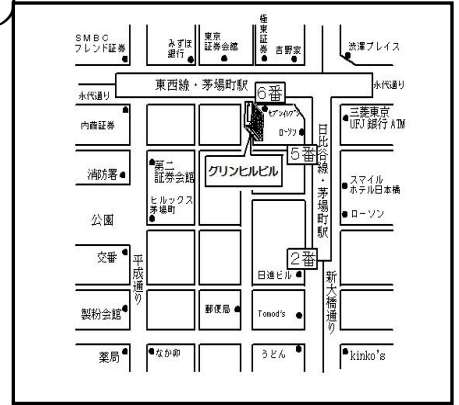 SMBC
フレンド証券
みずほ
銀行
東京
証券会館
極東証券
吉野家
渋澤プレイス
永代通り
東西線・茅場町駅
永代通り
6番
内藤証券
セブンイレブン
ローソン
三菱東京
UFJ銀行ATM
5番
日比谷線・茅場町駅
消防署
第二
証券会館
グリンヒルビル
スマイル
ホテル日本橋
ヒルックス
茅場町
ローソン
公園
交番
平成通り
2番
日進ビル
新大橋通り
製粉会館
郵便局
Tomod's
薬局
なか卯
うどん
kinko's